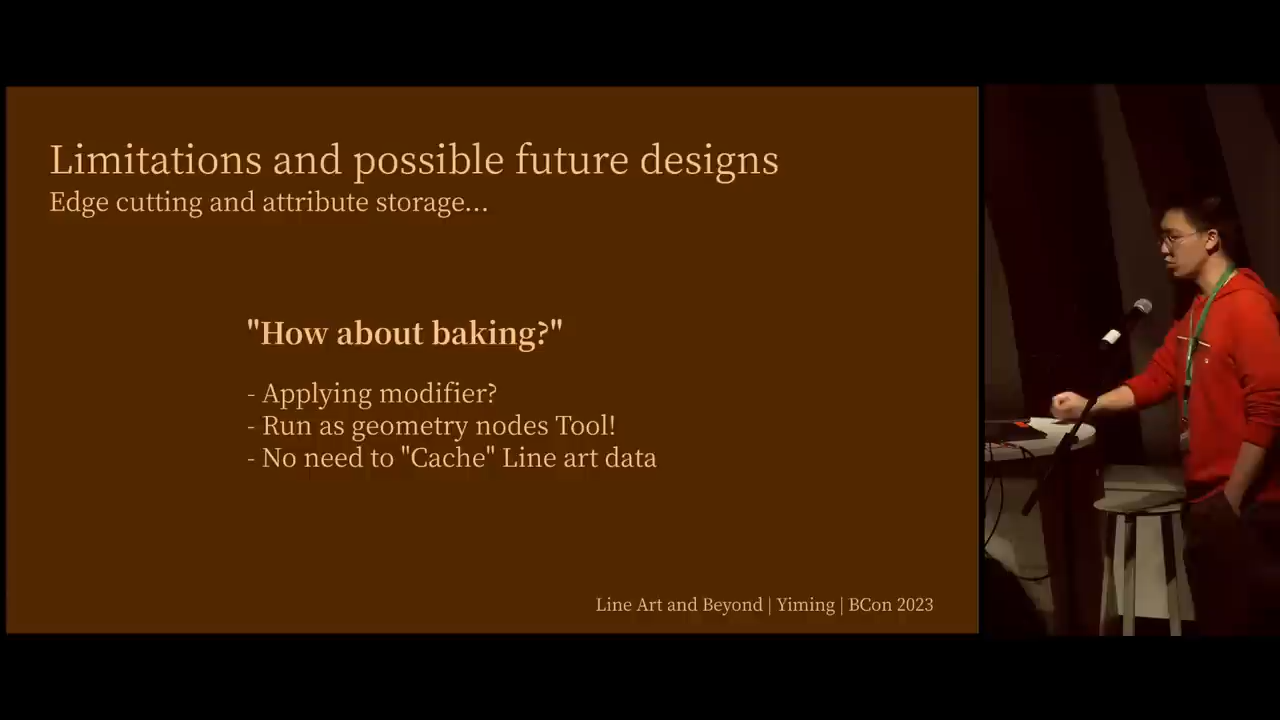 Limitations and possible future designs
Edge cutting and attribute storage...
"How about baking?"
- Applying modifier?
- Run as geometry nodes Tool!
- No need to "Cache" Line art data
Line Art and Beyond | Yiming | BCon 2023